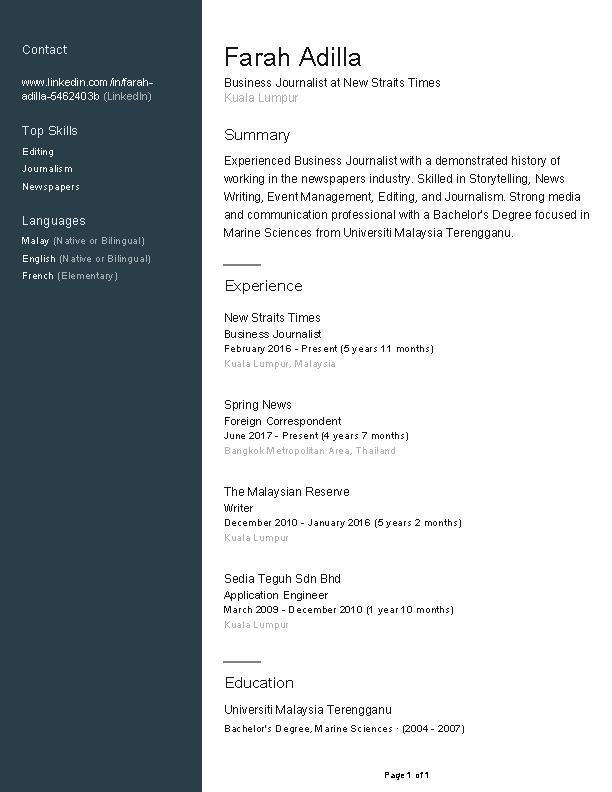 Contact
www.linkedin.com/in/farah-
adilla-5462403b (LinkedIn)
Top Skills
Editing
Journalism
Newspapers
Languages
Malay (Native or Bilingual)
English (Native or Bilingual)
French (Elementary)
Farah Adilla
Business Journalist at New Straits Times
Kuala Lumpur
Summary
Experienced Business Journalist with a demonstrated history of
working in the newspapers industry. Skilled in Storytelling, News
Writing, Event Management, Editing, and Journalism. Strong media
and communication professional with a Bachelor's Degree focused in
Marine Sciences from Universiti Malaysia Terengganu.
Experience
New Straits Times
Business Journalist
February 2016 - Present (5 years 11 months)
Kuala Lumpur, Malaysia
Spring News
Foreign Correspondent
June 2017 - Present (4 years 7 months)
Bangkok Metropolitan Area, Thailand
The Malaysian Reserve
Writer
December 2010 - January 2016 (5 years 2 months)
Kuala Lumpur
Sedia Teguh Sdn Bhd
Application Engineer
March 2009 - December 2010 (1 year 10 months)
Kuala Lumpur
Education
Universiti Malaysia Terengganu
Bachelor's Degree, Marine Sciences · (2004 - 2007)
Page 1 of 1